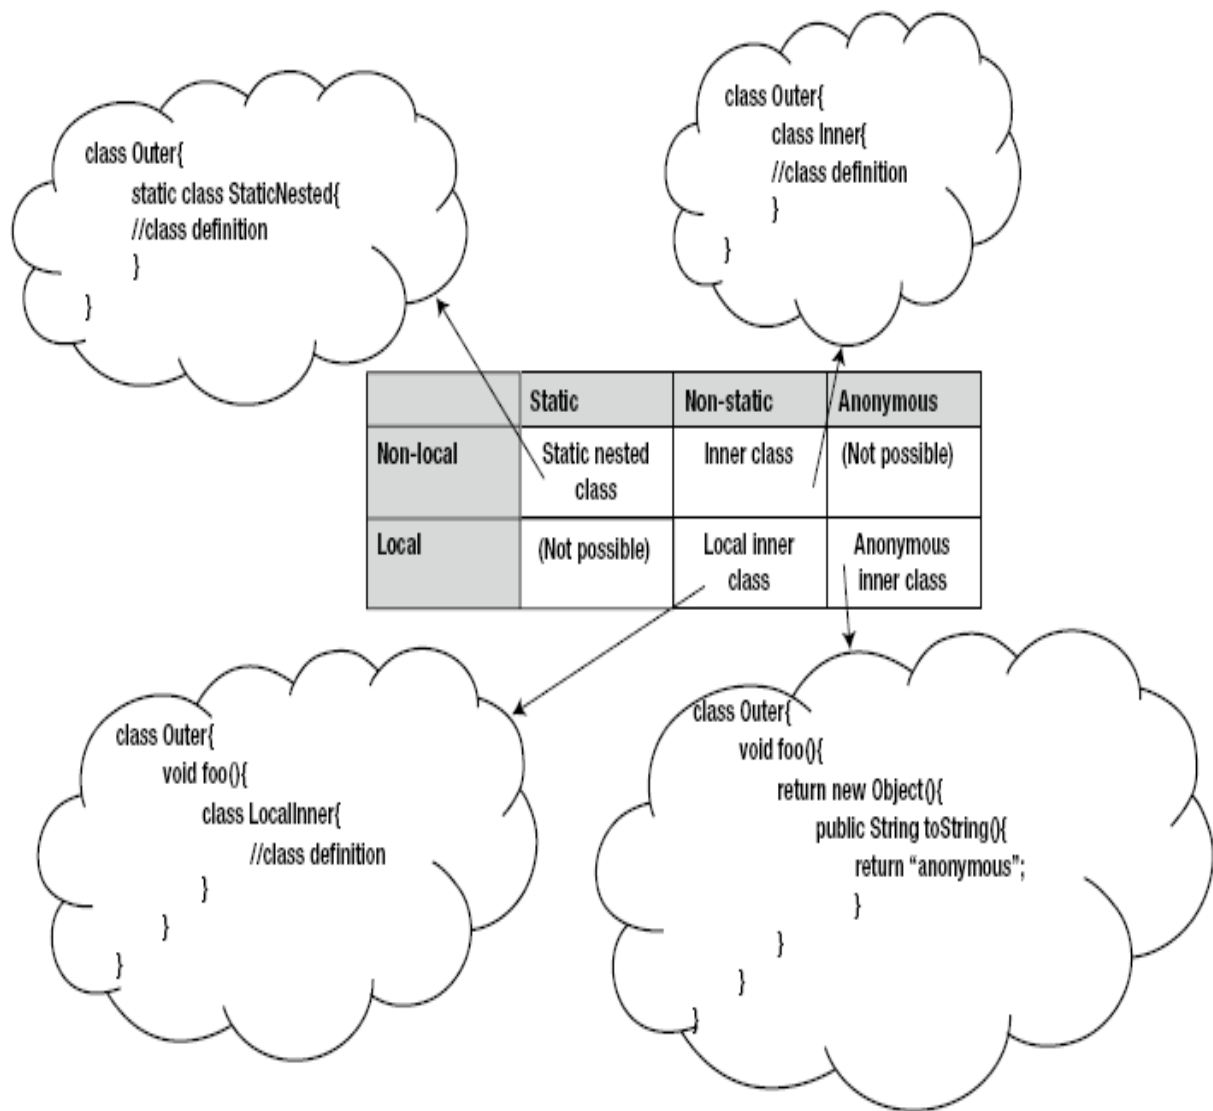 class Outer{
static class StaticNested{
//class definition
}
}
class Outer{
class Inner{
//class definition
}
}
Static Non-static Anonymous
Non-local Static nested class Inner class (Not possible)
Local (Not possible) Local inner class Anonymous inner class
class Outer{
void foo(){
class LocalInner{
//class definition
}
}
}
class Outer{
void foo(){
return new Object(){
public String toString(){
return “anonymous”;
}
}
}
}